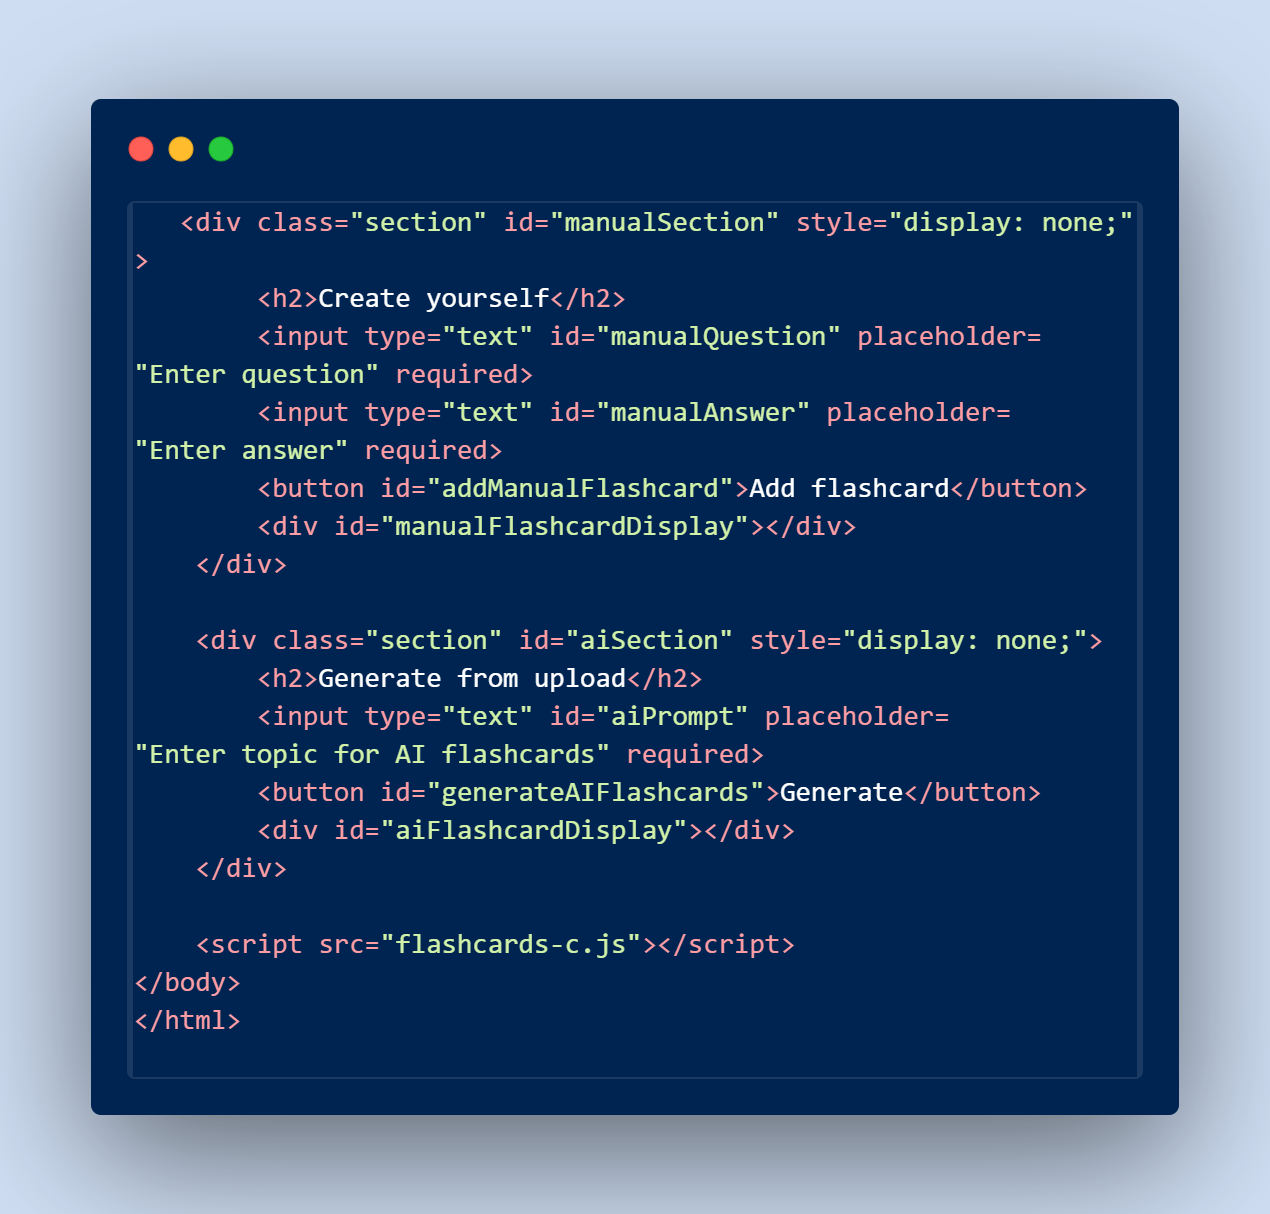 <div class="section" id="manualSection" style="display: none;"
>
        <h2>Create yourself</h2>
        <input type="text" id="manualQuestion" placeholder=
"Enter question" required>
        <input type="text" id="manualAnswer" placeholder=
"Enter answer" required>
        <button id="addManualFlashcard">Add flashcard</button>
        <div id="manualFlashcardDisplay"></div>
    </div>

    <div class="section" id="aiSection" style="display: none;">
        <h2>Generate from upload</h2>
        <input type="text" id="aiPrompt" placeholder=
"Enter topic for AI flashcards" required>
        <button id="generateAIFlashcards">Generate</button>
        <div id="aiFlashcardDisplay"></div>
    </div>

    <script src="flashcards-c.js"></script>
</body>
</html>